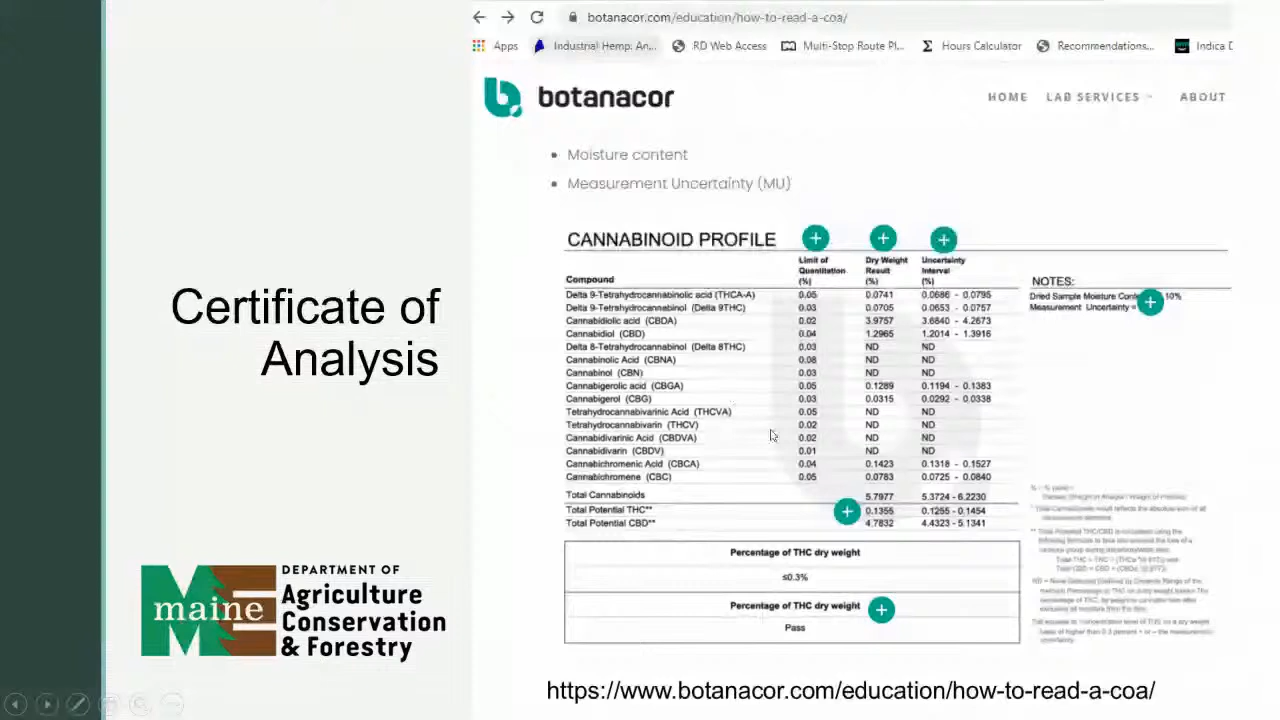 botanacor.com/education/how-to-read-a-coa/
Apps Industrial Hemp: An... RD Web Access Multi-Stop Route Pl... Hours Calculator Recommendations... Indica
botanacor
HOME LAB SERVICES ABOUT
Moisture content
Measurement Uncertainty (MU)
CANNABINOID PROFILE
Compound Limit of Quantitation (%) Dry Weight Result (%) Uncertainty Interval (%)
Delta 9-Tetrahydrocannabinolic acid (THCA-A) 0.05 0.0741 0.0686 - 0.0795
Delta 9-Tetrahydrocannabinol (Delta 9THC) 0.03 0.0705 0.0653 - 0.0757
Cannabidiolic acid (CBDA) 0.02 3.9757 3.6840 - 4.2673
Cannabidiol (CBD) 0.04 1.2965 1.2014 - 1.3916
Delta 8-Tetrahydrocannabinol (Delta 8THC) 0.03 ND ND
Cannabinolic Acid (CBNA) 0.08 ND ND
Cannabinol (CBN) 0.03 ND ND
Cannabigerolic acid (CBGA) 0.05 0.1289 0.1194 - 0.1383
Cannabigerol (CBG) 0.03 0.0315 0.0292 - 0.0338
Tetrahydrocannabivarinic Acid (THCVA) 0.05 ND ND
Tetrahydrocannabivarin (THCV) 0.02 ND ND
Cannabidivarinic Acid (CBDVA) 0.02 ND ND
Cannabidivarin (CBDV) 0.01 ND ND
Cannabichromenic Acid (CBCA) 0.04 0.1423 0.1318 - 0.1527
Cannabichromene (CBC) 0.05 0.0783 0.0725 - 0.0840
Total Cannabinoids 5.7977 5.3724 - 6.2230
Total Potential THC** 0.1355 0.1255 - 0.1454
Total Potential CBD** 4.7832 4.4323 - 5.1341
NOTES:
Dried Sample Moisture 10%
Measurement Uncertainty =
Percentage of THC dry weight
≤0.3%
Percentage of THC dry weight
Pass
Certificate of
Analysis
maine
DEPARTMENT OF
Agriculture
Conservation
& Forestry
https://www.botanacor.com/education/how-to-read-a-coa/